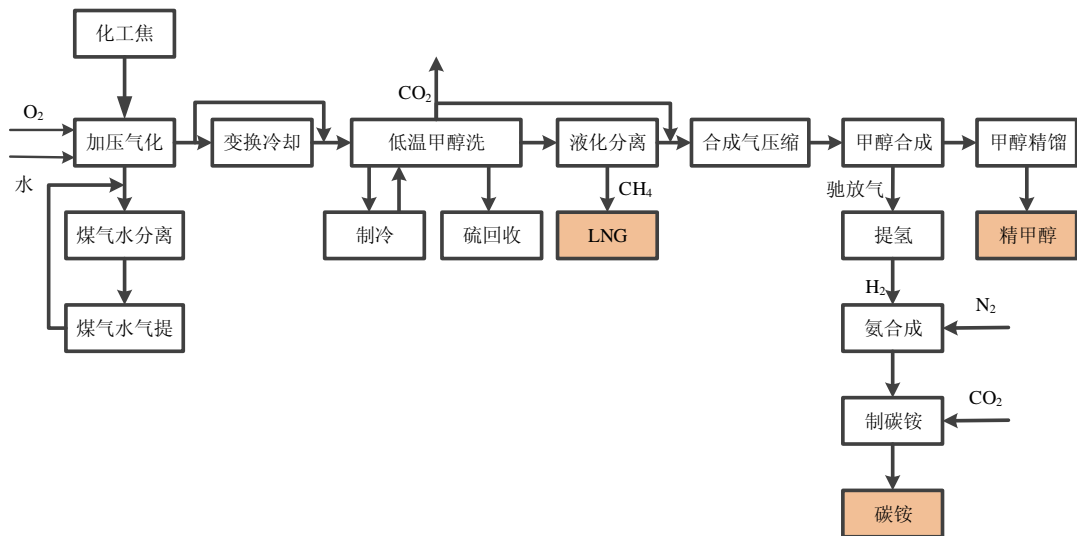 化工焦
O₂
CO₂
加压气化
变换冷却
低温甲醇洗
液化分离
合成气压缩
甲醇合成
甲醇精馏
水
CH₄
驰放气
煤气水分离
制冷
硫回收
LNG
提氢
精甲醇
H₂
N₂
煤气水气提
氨合成
CO₂
制碳铵
碳铵